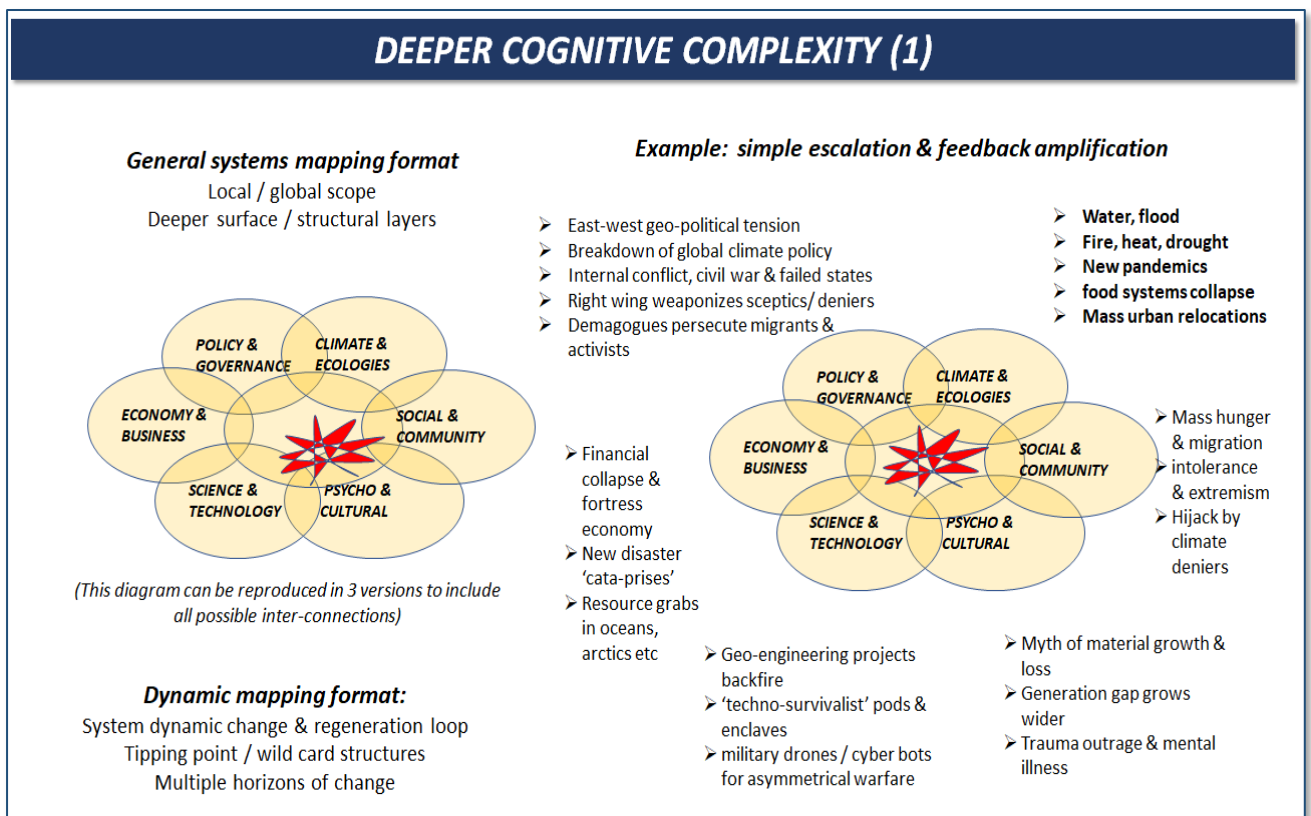 DEEPER COGNITIVE COMPLEXITY (1)
General systems mapping format
Local / global scope
Deeper surface / structural layers
POLICY &
GOVERNANCE
CLIMATE &
ECOLOGIES
ECONOMY &
BUSINESS
SOCIAL &
COMMUNITY
SCIENCE &
TECHNOLOGY
PSYCHO &
CULTURAL
(This diagram can be reproduced in 3 versions to include
all possible inter-connections)
Dynamic mapping format:
System dynamic change & regeneration loop
Tipping point / wild card structures
Multiple horizons of change
Example: simple escalation & feedback amplification
➢ East-west geo-political tension
➢ Breakdown of global climate policy
➢ Internal conflict, civil war & failed states
➢ Right wing weaponizes sceptics/ deniers
➢ Demagogues persecute migrants &
activists
➢ Water, flood
➢ Fire, heat, drought
➢ New pandemics
➢ food systems collapse
➢ Mass urban relocations
POLICY &
GOVERNANCE
CLIMATE &
ECOLOGIES
ECONOMY &
BUSINESS
SOCIAL &
COMMUNITY
SCIENCE &
TECHNOLOGY
PSYCHO &
CULTURAL
➢ Financial
collapse &
fortress
economy
➢ New disaster
‘cata-prises’
➢ Resource grabs
in oceans,
arctics etc
➢ Mass hunger
& migration
➢ intolerance
& extremism
➢ Hijack by
climate
deniers
➢ Geo-engineering projects
backfire
➢ ‘techno-survivalist’ pods &
enclaves
➢ military drones / cyber bots
for asymmetrical warfare
➢ Myth of material growth &
loss
➢ Generation gap grows
wider
➢ Trauma outrage & mental
illness